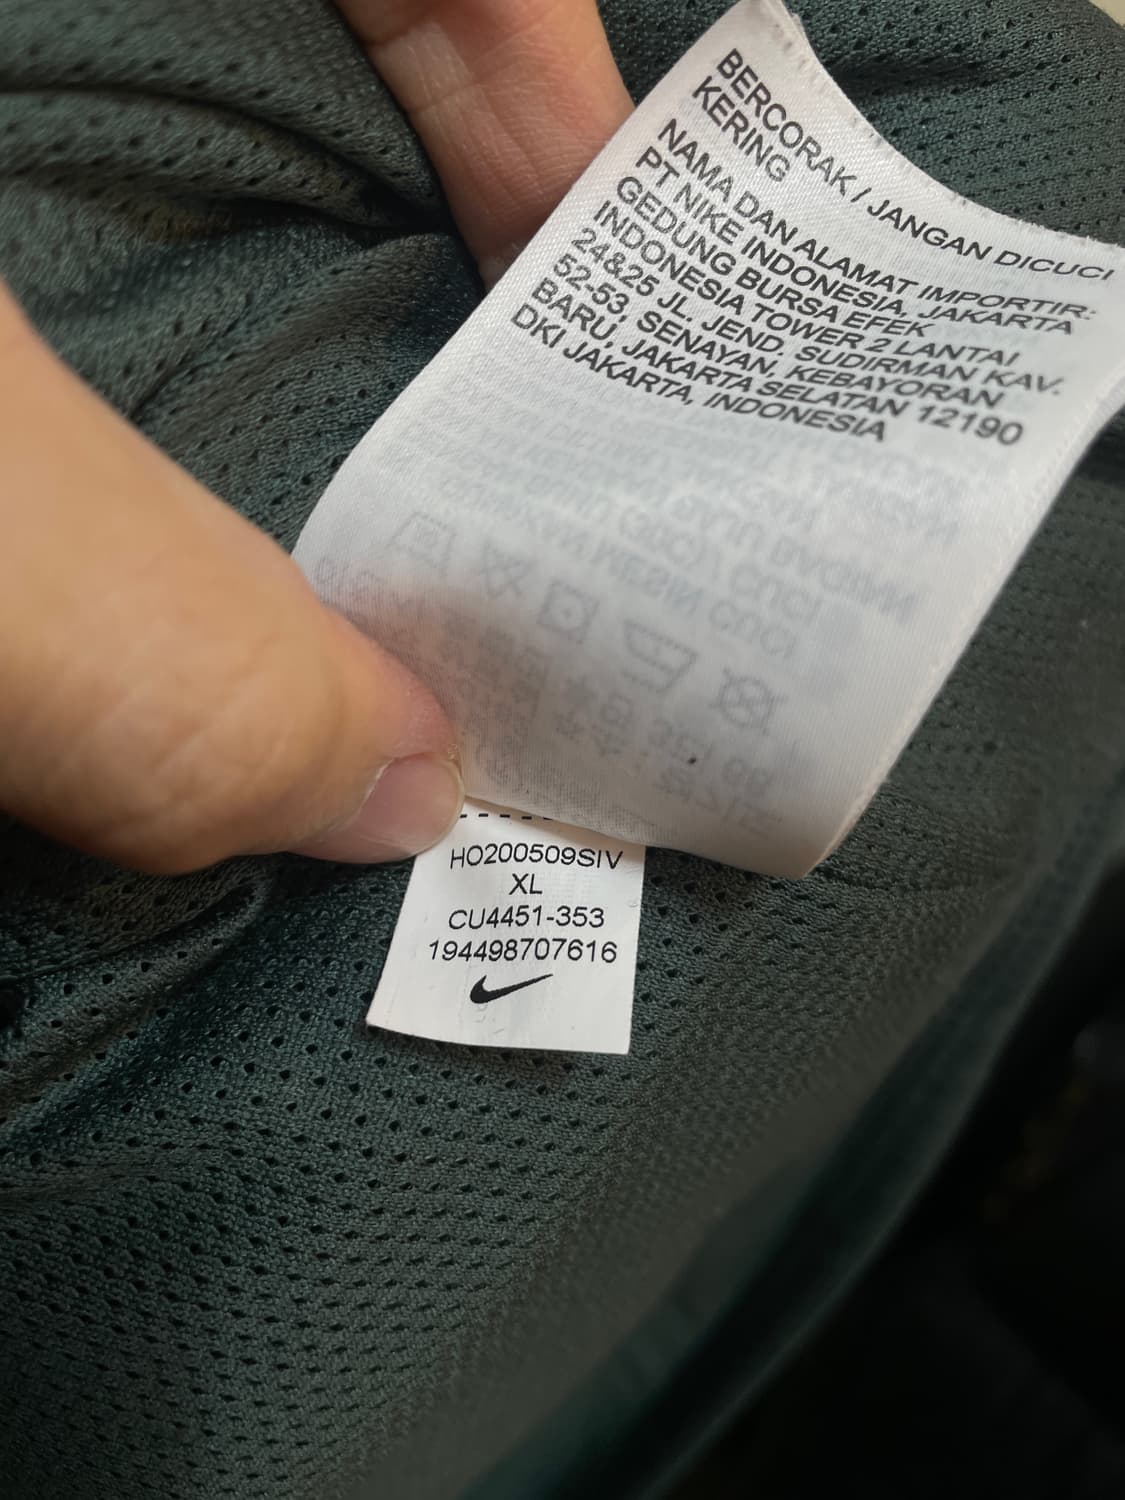 BERCORAK / JANGAN DICUCI
KERING
NAMA DAN ALAMAT IMPORTIR:
PT NIKE INDONESIA, JAKARTA
GEDUNG BURSA EFEK
INDONESIA TOWER 2 LANTAI
24&25 JL. JEND. SUDIRMAN KAV.
52-53, SENAYAN, KEBAYORAN
BARU, JAKARTA SELATAN 12190
DKI JAKARTA, INDONESIA
HO200509SIV
XL
CU4451-353
194498707616